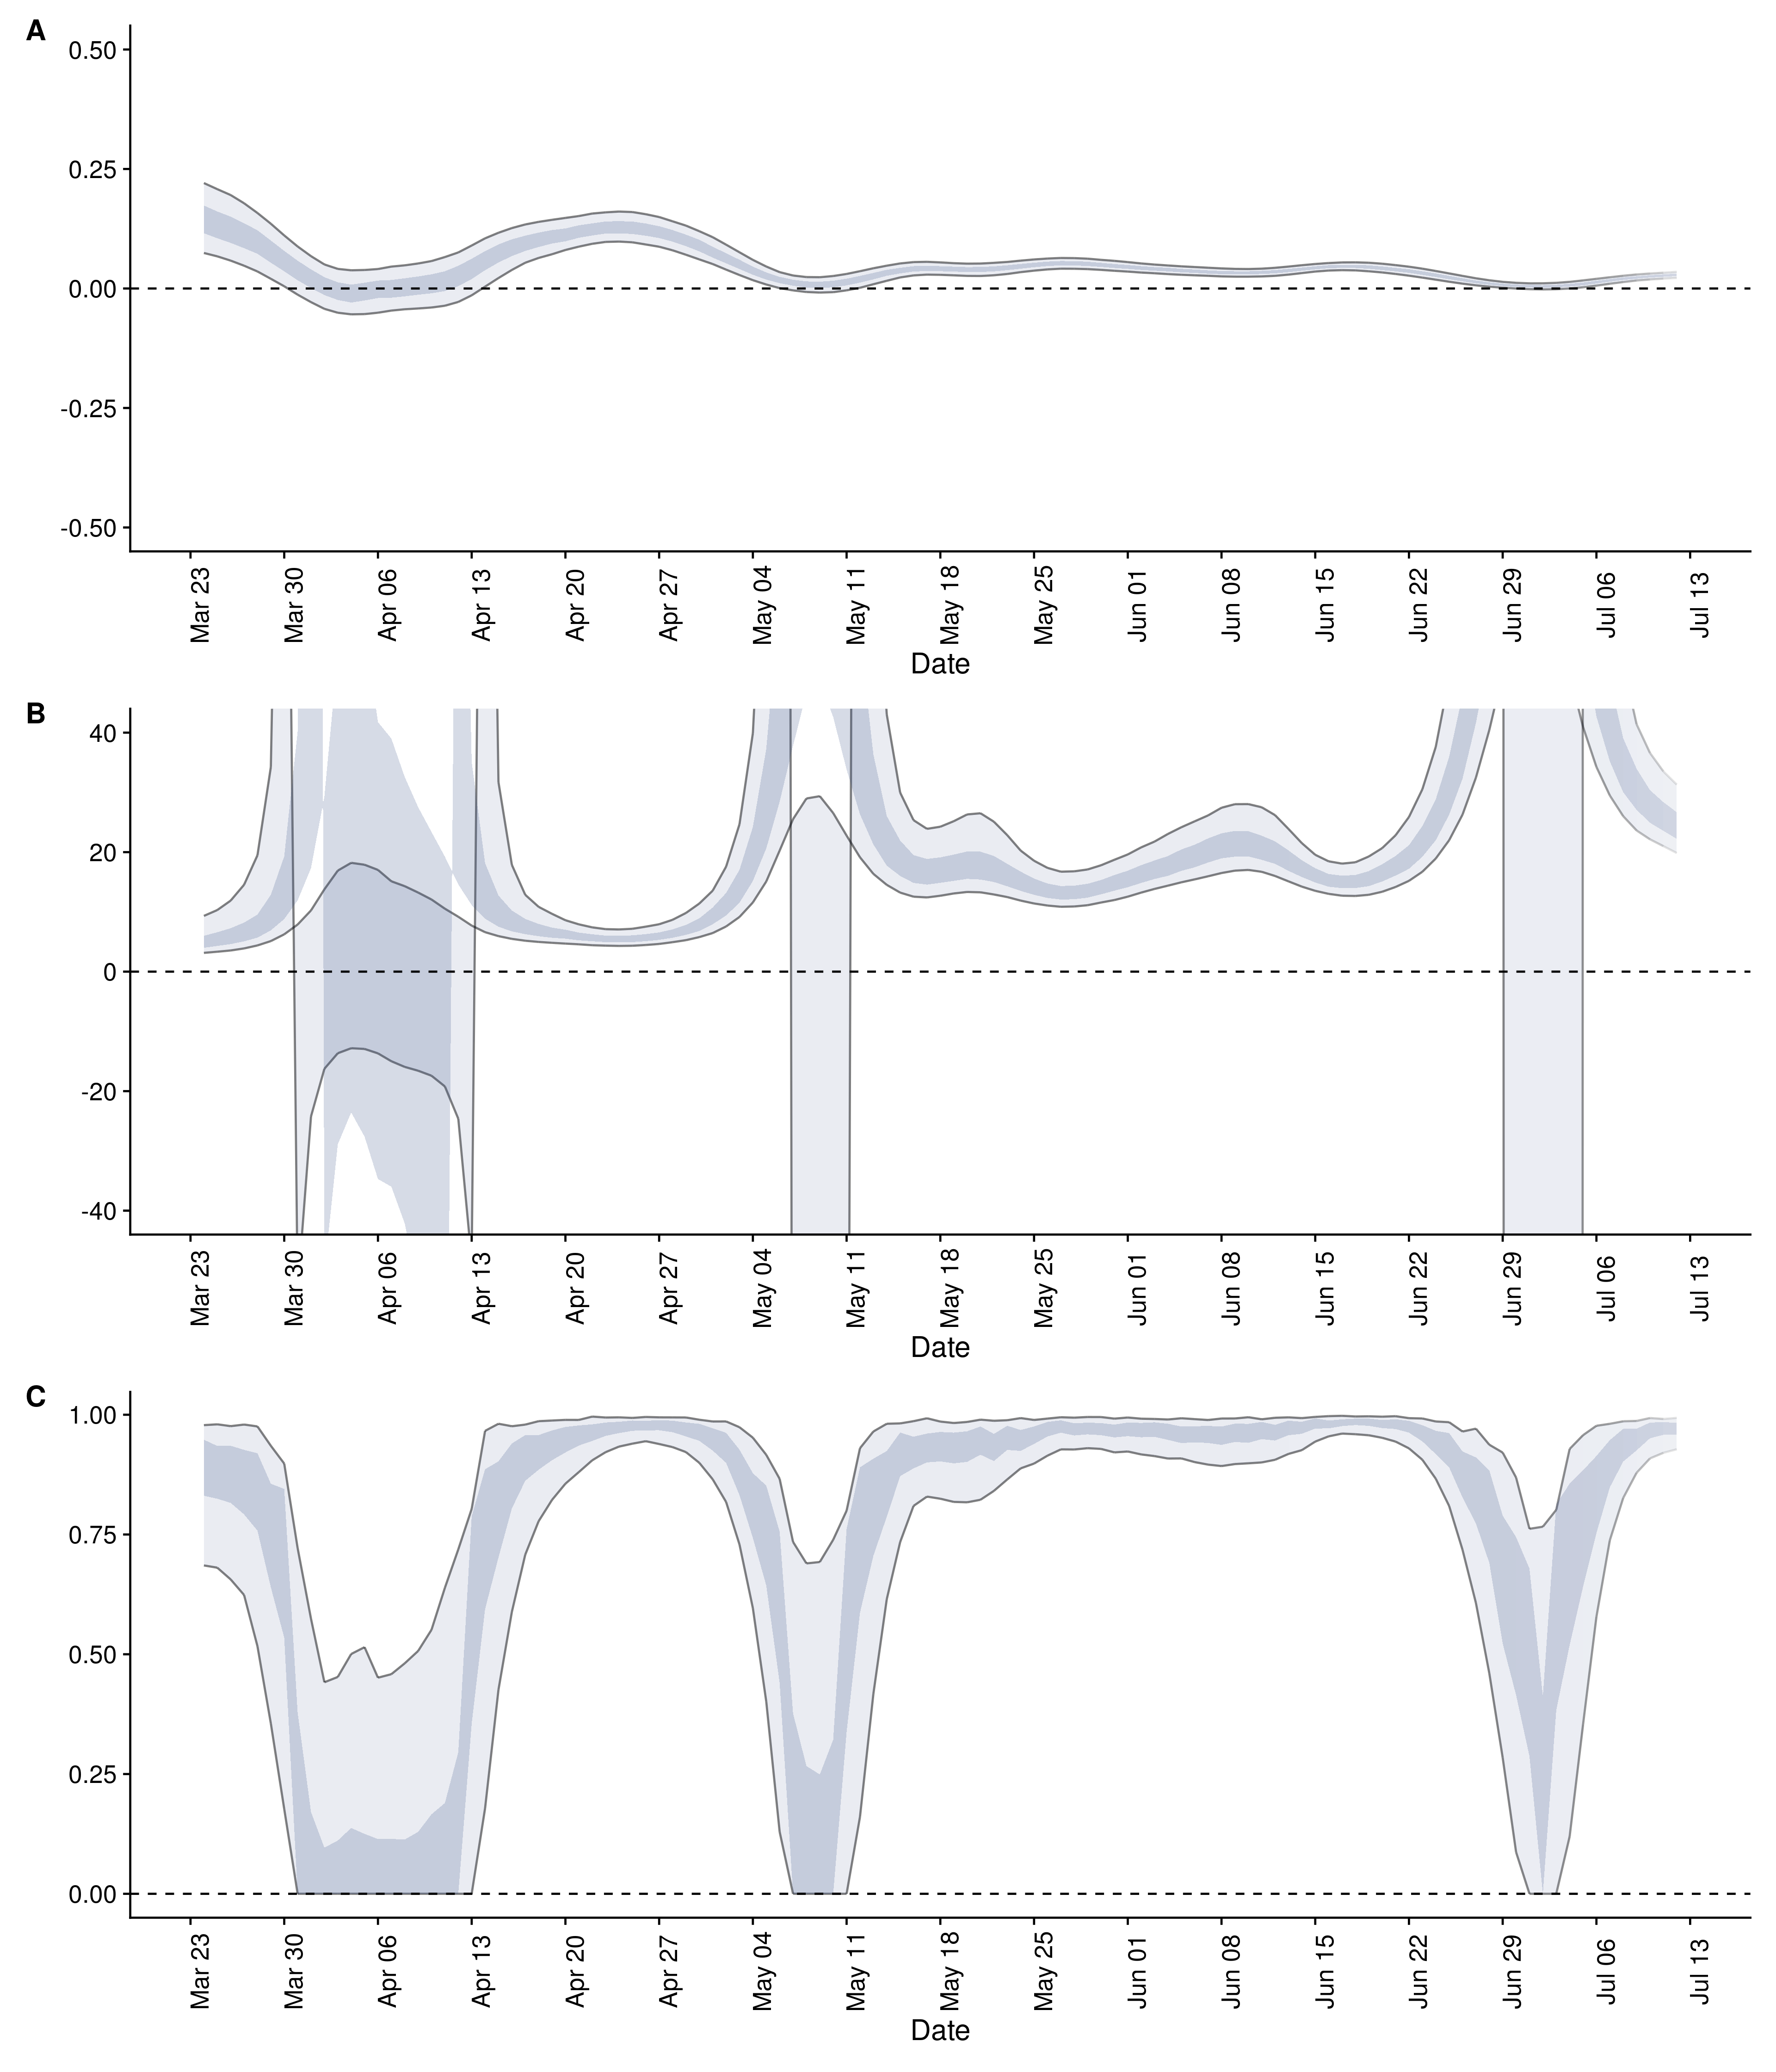 A
0.50
0.25
0.00
-0.25
-0.50
Mar 23
Mar 30
Apr 06
Apr 13
Apr 20
Apr 27
May 04
May 11
May 18
May 25
Jun 01
Jun 08
Jun 15
Jun 22
Jun 29
Jul 06
Jul 13
Date
B
40
20
0
-20
-40
Mar 23
Mar 30
Apr 06
Apr 13
Apr 20
Apr 27
May 04
May 11
May 18
May 25
Jun 01
Jun 08
Jun 15
Jun 22
Jun 29
Jul 06
Jul 13
Date
C
1.00
0.75
0.50
0.25
0.00
Mar 23
Mar 30
Apr 06
Apr 13
Apr 20
Apr 27
May 04
May 11
May 18
May 25
Jun 01
Jun 08
Jun 15
Jun 22
Jun 29
Jul 06
Jul 13
Date